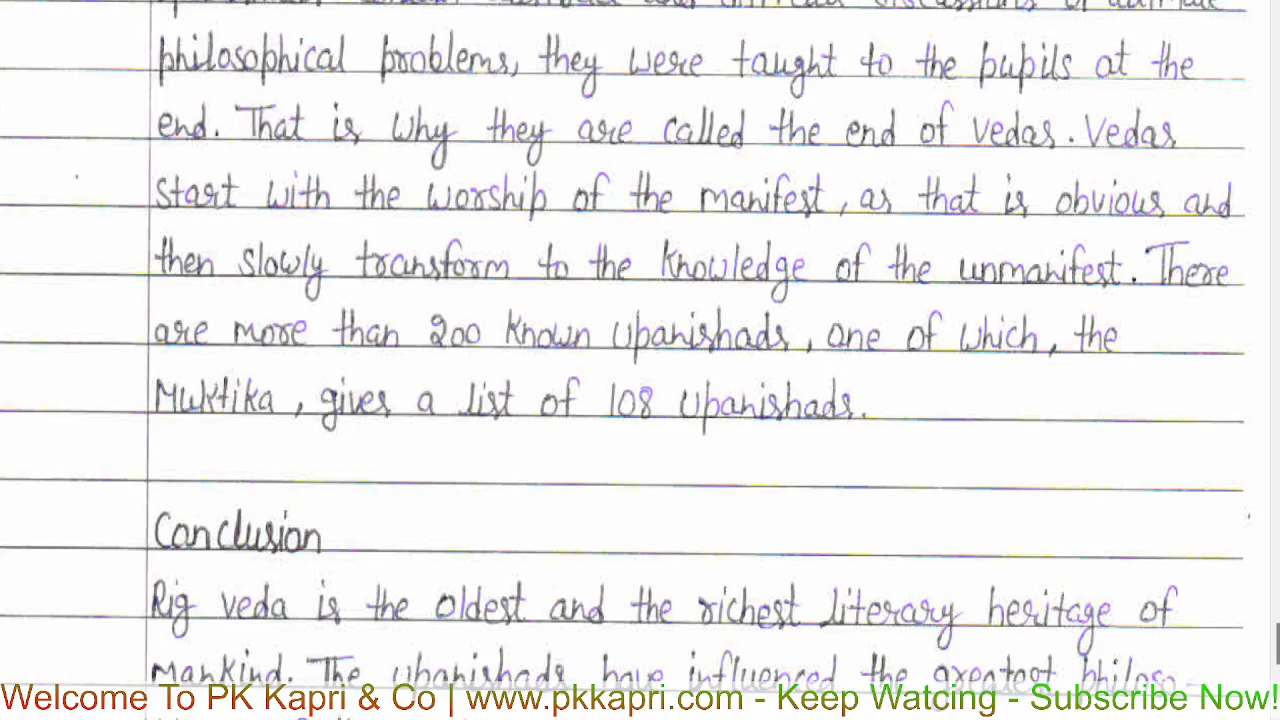 philosophical problems, they were taught to the pupils at the
end. That is why they are called the end of vedas. Vedas
start with the worship of the manifest, as that is obvious and
then slowly transform to the knowledge of the unmanifest. There
are more than 200 known Upanishads, one of which, the
Muktika, gives a list of 108 Upanishads.
Conclusion
Rig veda is the oldest and the richest literary heritage of
mankind. The Upanishads have influenced the greatest philoso-
Welcome To PK Kapri & Co | www.pkkapri.com - Keep Watcing - Subscribe Now!